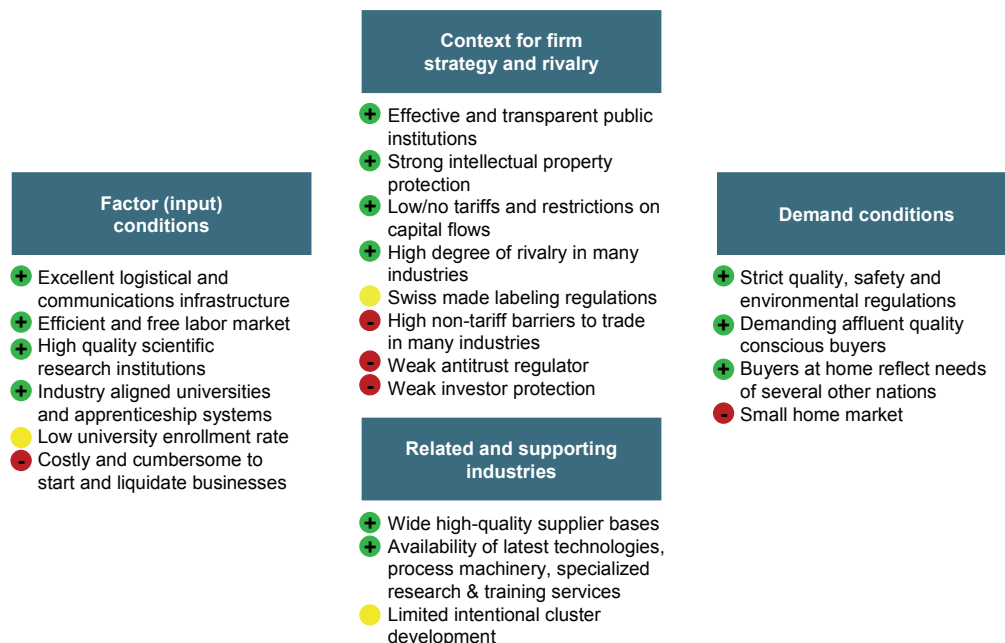 Context for firm
strategy and rivalry
+ Effective and transparent public
institutions
+ Strong intellectual property
protection
+ Low/no tariffs and restrictions on
capital flows
+ High degree of rivalry in many
industries
Swiss made labeling regulations
- High non-tariff barriers to trade
in many industries
- Weak antitrust regulator
- Weak investor protection
Factor (input)
conditions
+ Excellent logistical and
communications infrastructure
+ Efficient and free labor market
+ High quality scientific
research institutions
+ Industry aligned universities
and apprenticeship systems
Low university enrollment rate
- Costly and cumbersome to
start and liquidate businesses
Demand conditions
+ Strict quality, safety and
environmental regulations
+ Demanding affluent quality
conscious buyers
+ Buyers at home reflect needs
of several other nations
- Small home market
Related and supporting
industries
+ Wide high-quality supplier bases
+ Availability of latest technologies,
process machinery, specialized
research & training services
Limited intentional cluster
development